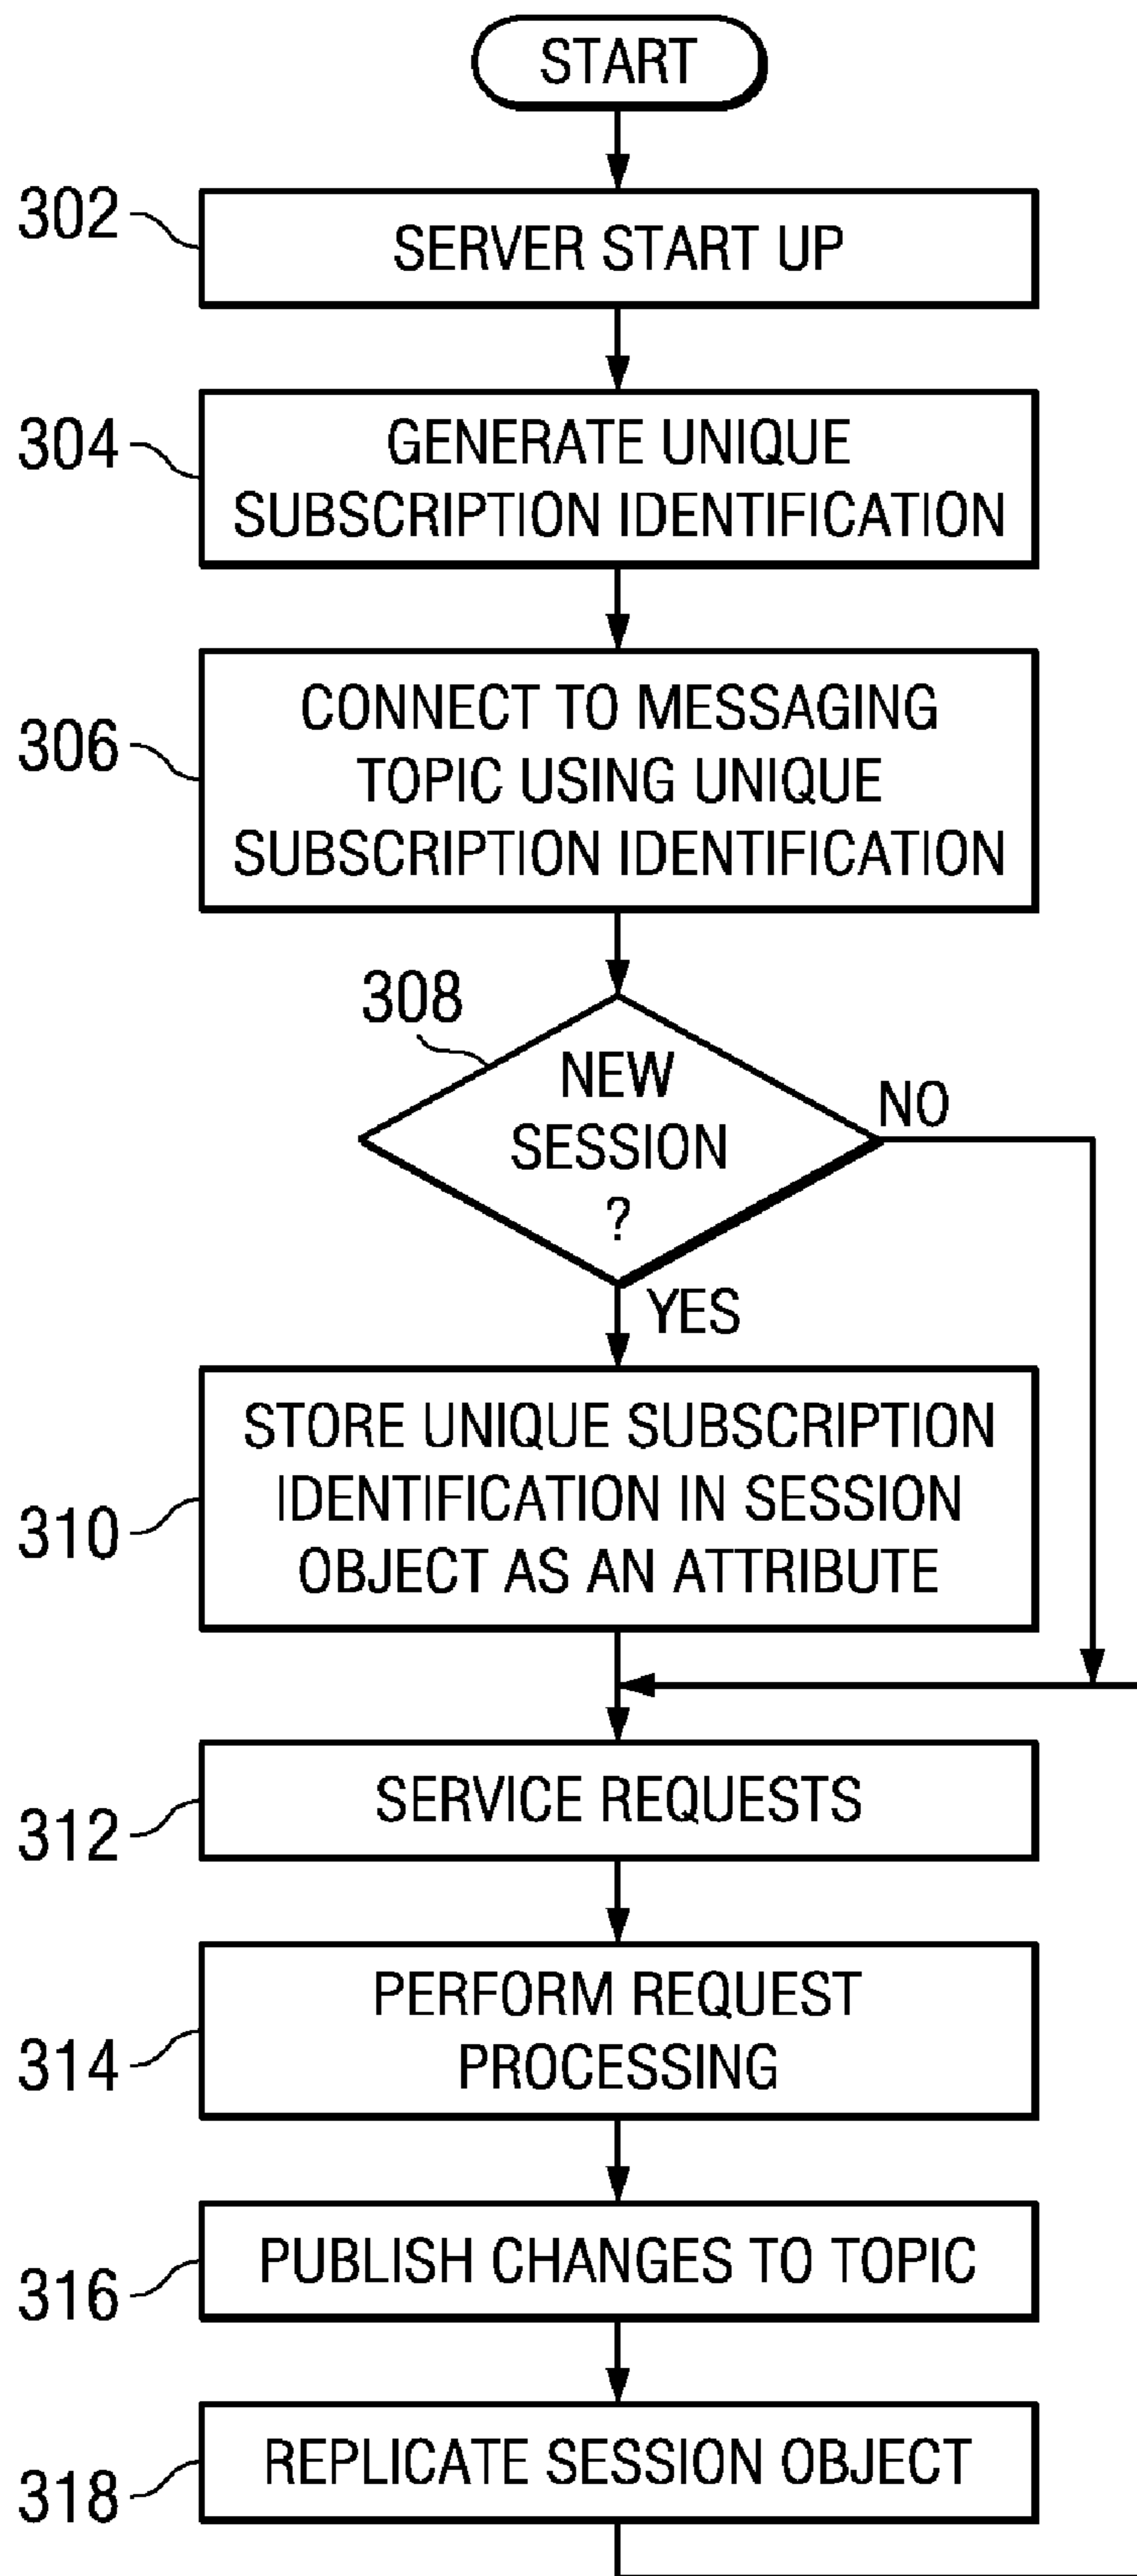 START
302
SERVER START UP
304
GENERATE UNIQUE
SUBSCRIPTION IDENTIFICATION
306
CONNECT TO MESSAGING
TOPIC USING UNIQUE
SUBSCRIPTION IDENTIFICATION
308
NEW
SESSION
?
NO
YES
310
STORE UNIQUE SUBSCRIPTION
IDENTIFICATION IN SESSION
OBJECT AS AN ATTRIBUTE
312
SERVICE REQUESTS
314
PERFORM REQUEST
PROCESSING
316
PUBLISH CHANGES TO TOPIC
318
REPLICATE SESSION OBJECT